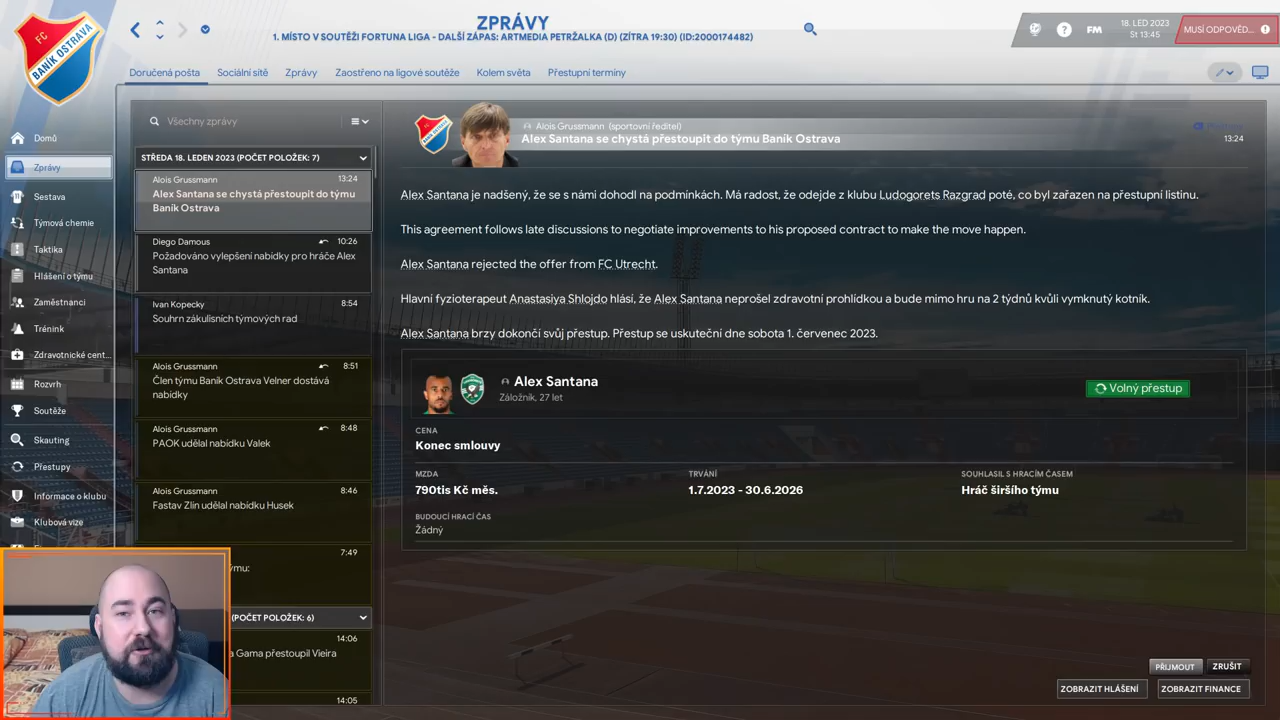 FC
BANÍK OSTRAVA
ZPRÁVY
1. MÍSTO V SOUTĚŽI FORTUNA LIGA - DALŠÍ ZÁPAS: ARTMEDIA PETRŽALKA (D) (ZÍTRA 19:30) (ID:2000174482)
FM
18. LED 2023
St 13:45
MUSÍ ODPOVĚD...
Doručená pošta
Sociální sítě
Zprávy
Zaostřeno na ligové soutěže
Kolem světa
Přestupní termíny
Domů
Zprávy
Sestava
Týmová chemie
Taktika
Hlášení o týmu
Zaměstnanci
Trénink
Zdravotnické cent...
Rozvrh
Soutěže
Skauting
Přestupy
Informace o klubu
Klubová vize
Všechny zprávy
STŘEDA 18. LEDEN 2023 (POČET POLOŽEK: 7)
Alois Grussmann 13:24
Alex Santana se chystá přestoupit do týmu
Baník Ostrava
Diego Damous 10:26
Požadováno vylepšení nabídky pro hráče Alex
Santana
Ivan Kopecky 8:54
Souhrn zákulisních týmových rad
Alois Grussmann 8:51
Člen týmu Baník Ostrava Velner dostává
nabídky
Alois Grussmann 8:48
PAOK udělal nabídku Valek
Alois Grussmann 8:46
Fastav Zlín udělal nabídku Husek
7:49
ýmu:
(POČET POLOŽEK: 6)
14:06
a Gama přestoupil Vieira
14:05
Alois Grussmann (sportovní ředitel)
Alex Santana se chystá přestoupit do týmu Baník Ostrava
13:24
Alex Santana je nadšený, že se s námi dohodl na podmínkách. Má radost, že odejde z klubu Ludogorets Razgrad poté, co byl zařazen na přestupní listinu.
This agreement follows late discussions to negotiate improvements to his proposed contract to make the move happen.
Alex Santana rejected the offer from FC Utrecht.
Hlavní fyzioterapeut Anastasiya Shlojdo hlásí, že Alex Santana neprošel zdravotní prohlídkou a bude mimo hru na 2 týdnů kvůli vymknutý kotník.
Alex Santana brzy dokončí svůj přestup. Přestup se uskuteční dne sobota 1. červenec 2023.
Alex Santana
Záložník, 27 let
Volný přestup
CENA
Konec smlouvy
MZDA
790tis Kč měs.
TRVÁNÍ
1.7.2023 - 30.6.2026
SOUHLASIL S HRACÍM ČASEM
Hráč širšího týmu
BUDOUCÍ HRACÍ ČAS
Žádný
PŘIJMOUT
ZRUŠIT
ZOBRAZIT HLÁŠENÍ
ZOBRAZIT FINANCE